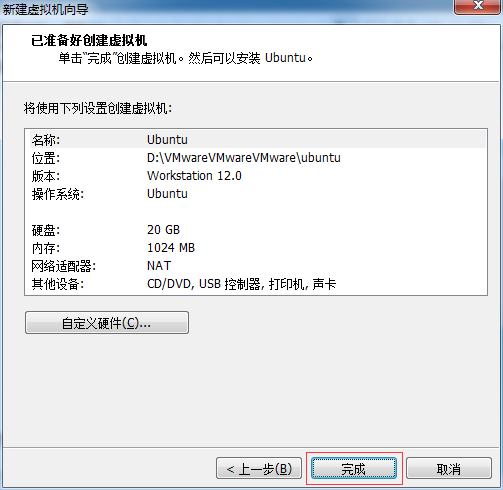 新建虚拟机向导
已准备好创建虚拟机
单击“完成”创建虚拟机。然后可以安装 Ubuntu。
将使用下列设置创建虚拟机:
名称: Ubuntu
位置: D:\VMwareVMwareVMware\ubuntu
版本: Workstation 12.0
操作系统: Ubuntu
硬盘: 20 GB
内存: 1024 MB
网络适配器: NAT
其他设备: CD/DVD, USB 控制器, 打印机, 声卡
自定义硬件(C)...
< 上一步(B) 完成 取消